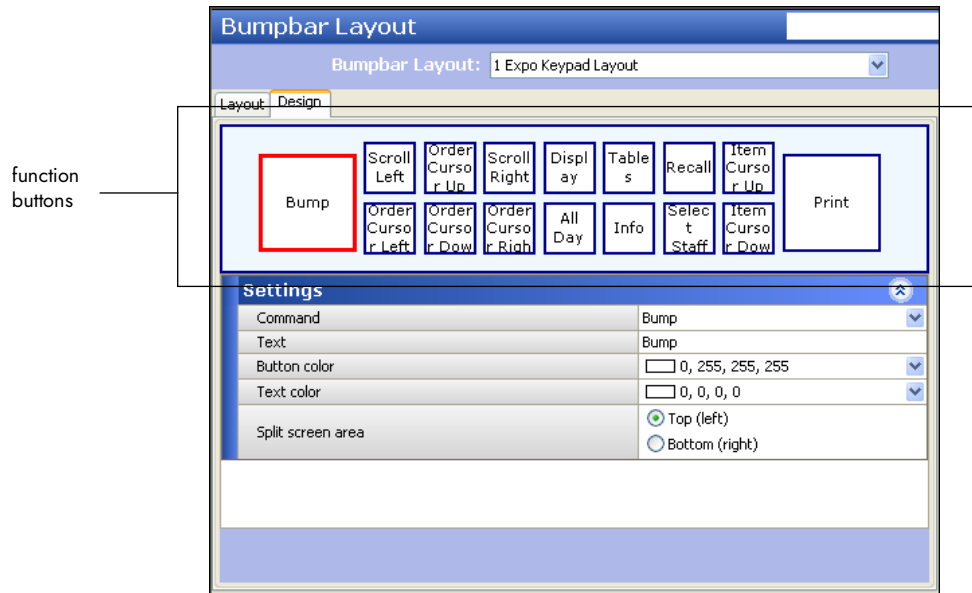 Bumpbar Layout
Bumpbar Layout: 1 Expo Keypad Layout
Layout Design
function
buttons
Bump
Scroll
Left
Order
Curso
r Up
Scroll
Right
Displ
ay
Table
s
Recall
Item
Curso
r Up
Print
Order
Curso
r Left
Order
Curso
r Dow
Order
Curso
r Righ
All
Day
Info
Selec
t
Staff
Item
Curso
r Dow
Settings
Command Bump
Text Bump
Button color 0, 255, 255, 255
Text color 0, 0, 0, 0
Split screen area
Top (left)
Bottom (right)